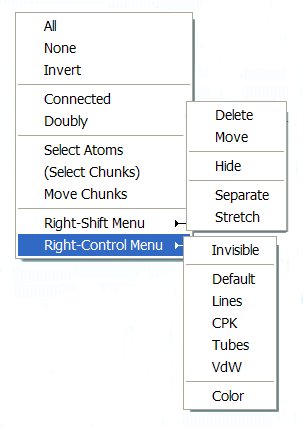 All
None
Invert
Connected
Doubly
Select Atoms
(Select Chunks)
Move Chunks
Right-Shift Menu
Right-Control Menu
Delete
Move
Hide
Separate
Stretch
Invisible
Default
Lines
CPK
Tubes
VdW
Color